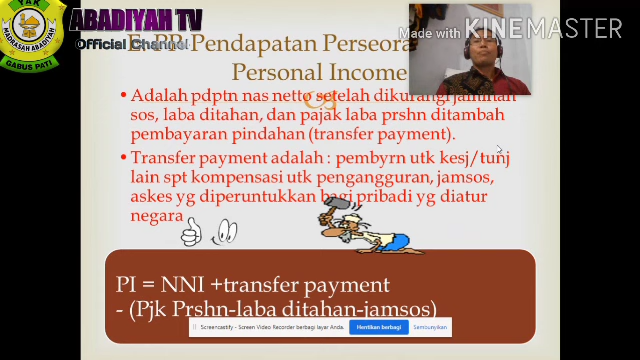 YAK
MADRASAH ABADIYAH
GABUS PATI
ABADIYAH TV
Official Channel
Made with KINEMASTER
PI: Pendapatan
Personal Income
• Adalah pdptn nas netto setelah dikurangi jaminan
sos, laba ditahan, dan pajak laba prshn ditambah
pembayaran pindahan (transfer payment).
• Transfer payment adalah : pembyrn utk kesj/tunj
lain spt kompensasi utk pengangguran, jamsos,
askes yg diperuntukkan bagi pribadi yg diatur
negara
PI = NNI +transfer payment
- (Pjk Prshn-laba ditahan-jamsos)
Screencastify - Screen Video Recorder berbagi layar Anda.
Hentikan berbagi
Sembunyikan